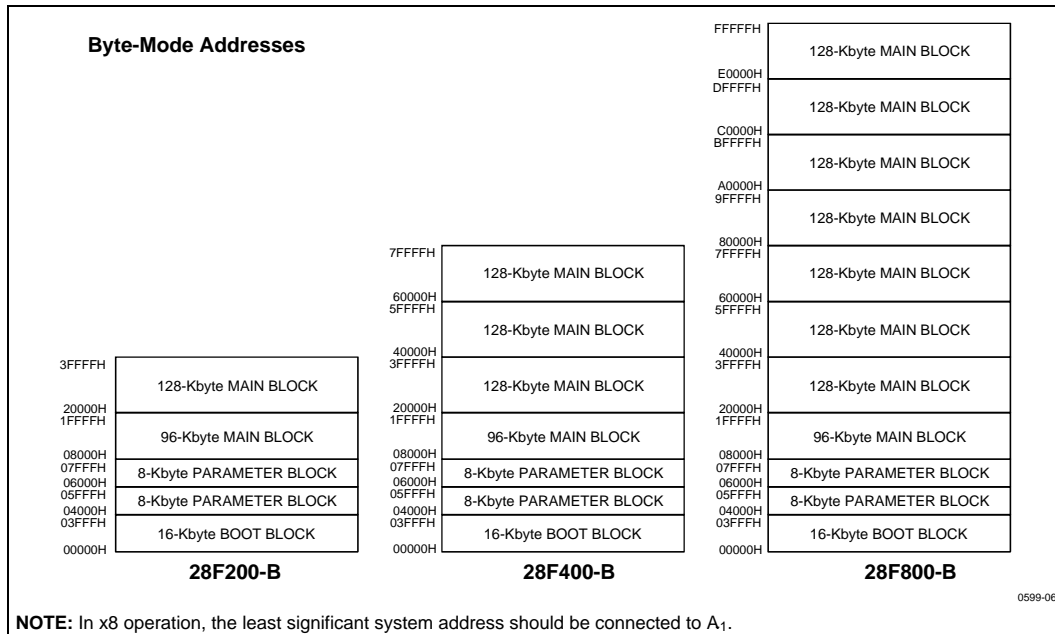 Byte-Mode Addresses
3FFFFH
128-Kbyte MAIN BLOCK
20000H
1FFFFH
96-Kbyte MAIN BLOCK
08000H
07FFFH
8-Kbyte PARAMETER BLOCK
06000H
05FFFH
8-Kbyte PARAMETER BLOCK
04000H
03FFFH
16-Kbyte BOOT BLOCK
00000H
28F200-B
7FFFFH
128-Kbyte MAIN BLOCK
60000H
5FFFFH
128-Kbyte MAIN BLOCK
40000H
3FFFFH
128-Kbyte MAIN BLOCK
20000H
1FFFFH
96-Kbyte MAIN BLOCK
08000H
07FFFH
8-Kbyte PARAMETER BLOCK
06000H
05FFFH
8-Kbyte PARAMETER BLOCK
04000H
03FFFH
16-Kbyte BOOT BLOCK
00000H
28F400-B
FFFFFH
128-Kbyte MAIN BLOCK
E0000H
DFFFFH
128-Kbyte MAIN BLOCK
C0000H
BFFFFH
128-Kbyte MAIN BLOCK
A0000H
9FFFFH
128-Kbyte MAIN BLOCK
80000H
7FFFFH
128-Kbyte MAIN BLOCK
60000H
5FFFFH
128-Kbyte MAIN BLOCK
40000H
3FFFFH
128-Kbyte MAIN BLOCK
20000H
1FFFFH
96-Kbyte MAIN BLOCK
08000H
07FFFH
8-Kbyte PARAMETER BLOCK
06000H
05FFFH
8-Kbyte PARAMETER BLOCK
04000H
03FFFH
16-Kbyte BOOT BLOCK
00000H
28F800-B
0599-06
NOTE: In x8 operation, the least significant system address should be connected to A₁.